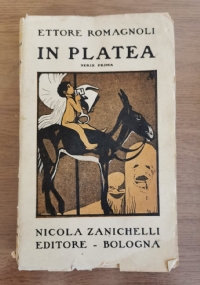 ETTORE ROMAGNOLI
IN PLATEA
SERIE PRIMA
NICOLA ZANICHELLI
EDITORE - BOLOGNA